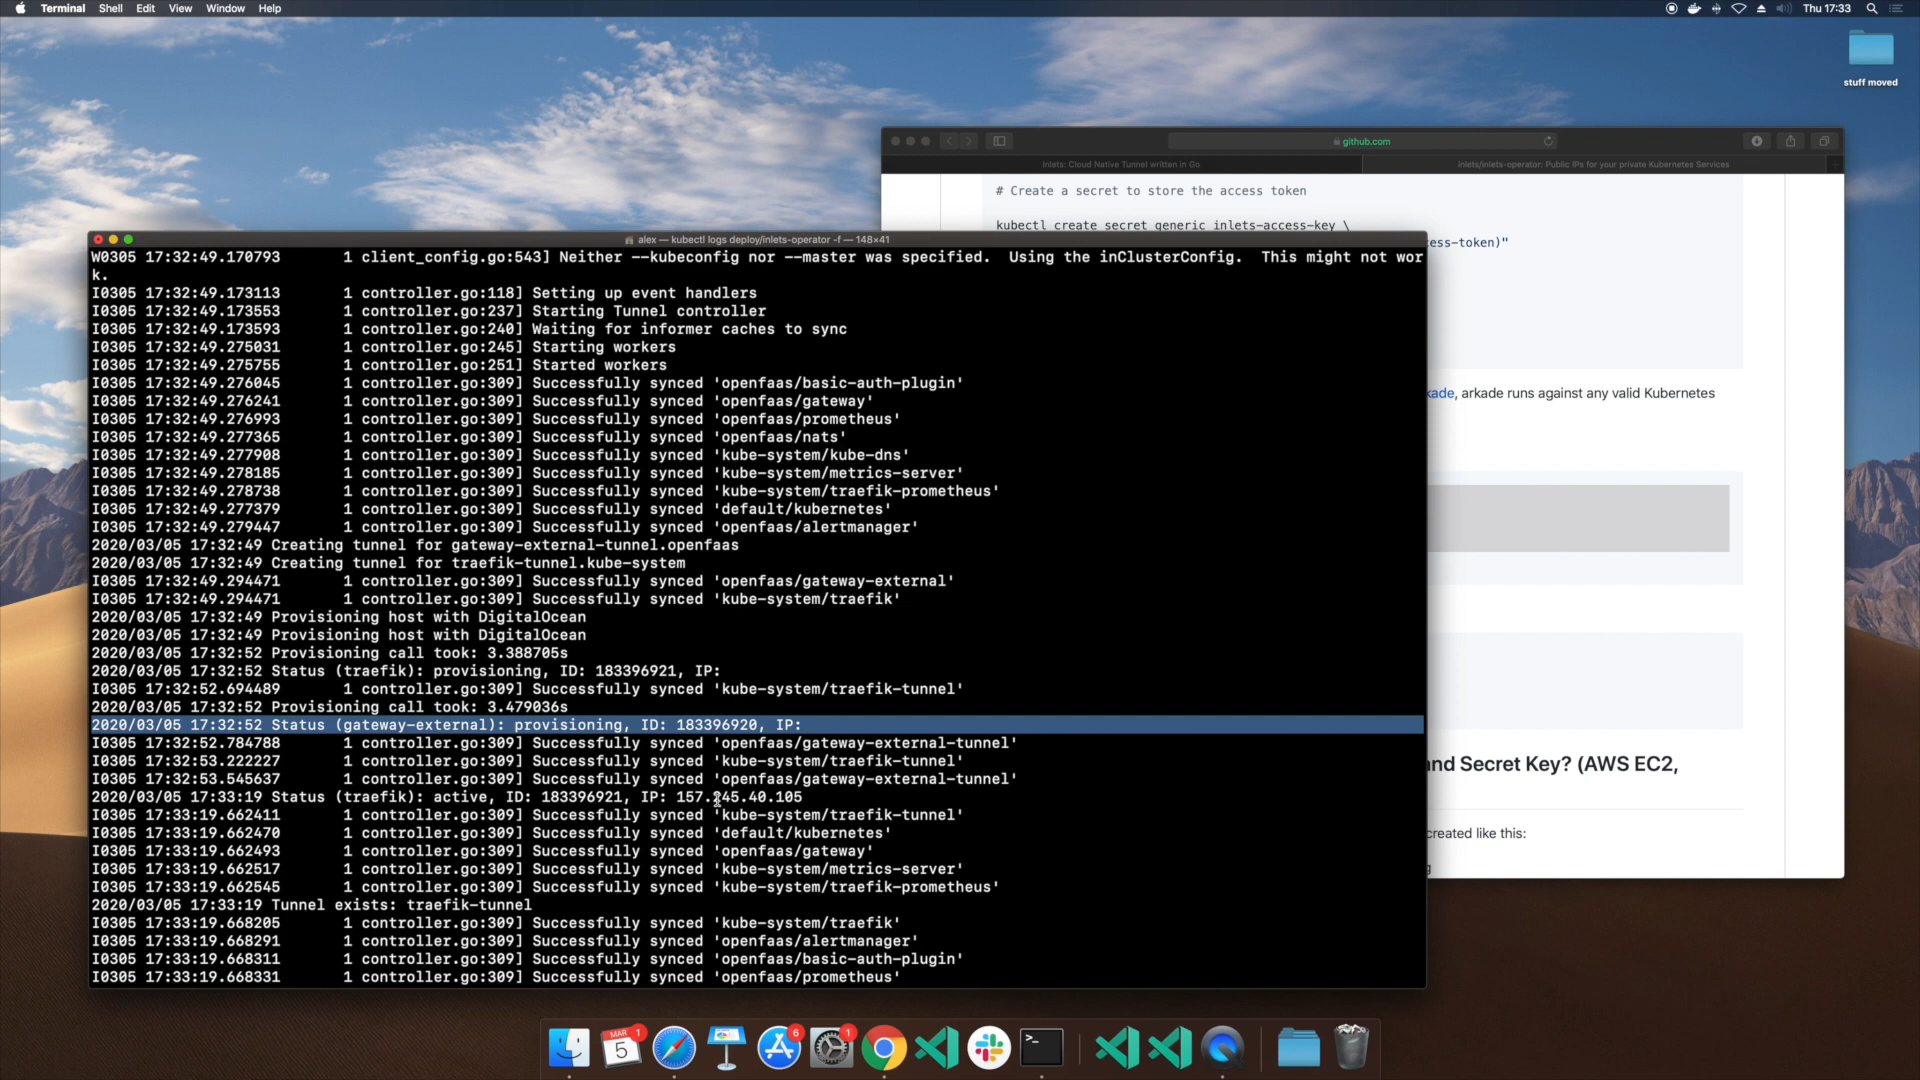 Terminal Shell Edit View Window Help
Thu 17:33
stuff moved
github.com
inlets: Cloud Native Tunnel written in Go
inlets/inlets-operator: Public IPs for your private Kubernetes Services
# Create a secret to store the access token
kubectl create secret generic inlets-access-key \
cess-token)"
kade, arkade runs against any valid Kubernetes
and Secret Key? (AWS EC2,
created like this:
alex — kubectl logs deploy/inlets-operator -f — 148×41
W0305 17:32:49.170793 1 client_config.go:543] Neither --kubeconfig nor --master was specified. Using the inClusterConfig. This might not wor
k.
I0305 17:32:49.173113 1 controller.go:118] Setting up event handlers
I0305 17:32:49.173553 1 controller.go:237] Starting Tunnel controller
I0305 17:32:49.173593 1 controller.go:240] Waiting for informer caches to sync
I0305 17:32:49.275031 1 controller.go:245] Starting workers
I0305 17:32:49.275755 1 controller.go:251] Started workers
I0305 17:32:49.276045 1 controller.go:309] Successfully synced 'openfaas/basic-auth-plugin'
I0305 17:32:49.276241 1 controller.go:309] Successfully synced 'openfaas/gateway'
I0305 17:32:49.276993 1 controller.go:309] Successfully synced 'openfaas/prometheus'
I0305 17:32:49.277365 1 controller.go:309] Successfully synced 'openfaas/nats'
I0305 17:32:49.277908 1 controller.go:309] Successfully synced 'kube-system/kube-dns'
I0305 17:32:49.278185 1 controller.go:309] Successfully synced 'kube-system/metrics-server'
I0305 17:32:49.278738 1 controller.go:309] Successfully synced 'kube-system/traefik-prometheus'
I0305 17:32:49.277379 1 controller.go:309] Successfully synced 'default/kubernetes'
I0305 17:32:49.279447 1 controller.go:309] Successfully synced 'openfaas/alertmanager'
2020/03/05 17:32:49 Creating tunnel for gateway-external-tunnel.openfaas
2020/03/05 17:32:49 Creating tunnel for traefik-tunnel.kube-system
I0305 17:32:49.294471 1 controller.go:309] Successfully synced 'openfaas/gateway-external'
I0305 17:32:49.294471 1 controller.go:309] Successfully synced 'kube-system/traefik'
2020/03/05 17:32:49 Provisioning host with DigitalOcean
2020/03/05 17:32:49 Provisioning host with DigitalOcean
2020/03/05 17:32:52 Provisioning call took: 3.388705s
2020/03/05 17:32:52 Status (traefik): provisioning, ID: 183396921, IP:
I0305 17:32:52.694489 1 controller.go:309] Successfully synced 'kube-system/traefik-tunnel'
2020/03/05 17:32:52 Provisioning call took: 3.479036s
2020/03/05 17:32:52 Status (gateway-external): provisioning, ID: 183396920, IP:
I0305 17:32:52.784788 1 controller.go:309] Successfully synced 'openfaas/gateway-external-tunnel'
I0305 17:32:53.222227 1 controller.go:309] Successfully synced 'kube-system/traefik-tunnel'
I0305 17:32:53.545637 1 controller.go:309] Successfully synced 'openfaas/gateway-external-tunnel'
2020/03/05 17:33:19 Status (traefik): active, ID: 183396921, IP: 157.245.40.105
I0305 17:33:19.662411 1 controller.go:309] Successfully synced 'kube-system/traefik-tunnel'
I0305 17:33:19.662470 1 controller.go:309] Successfully synced 'default/kubernetes'
I0305 17:33:19.662493 1 controller.go:309] Successfully synced 'openfaas/gateway'
I0305 17:33:19.662517 1 controller.go:309] Successfully synced 'kube-system/metrics-server'
I0305 17:33:19.662545 1 controller.go:309] Successfully synced 'kube-system/traefik-prometheus'
2020/03/05 17:33:19 Tunnel exists: traefik-tunnel
I0305 17:33:19.668205 1 controller.go:309] Successfully synced 'kube-system/traefik'
I0305 17:33:19.668291 1 controller.go:309] Successfully synced 'openfaas/alertmanager'
I0305 17:33:19.668311 1 controller.go:309] Successfully synced 'openfaas/basic-auth-plugin'
I0305 17:33:19.668331 1 controller.go:309] Successfully synced 'openfaas/prometheus'
MAR
5
1
6
1
>_